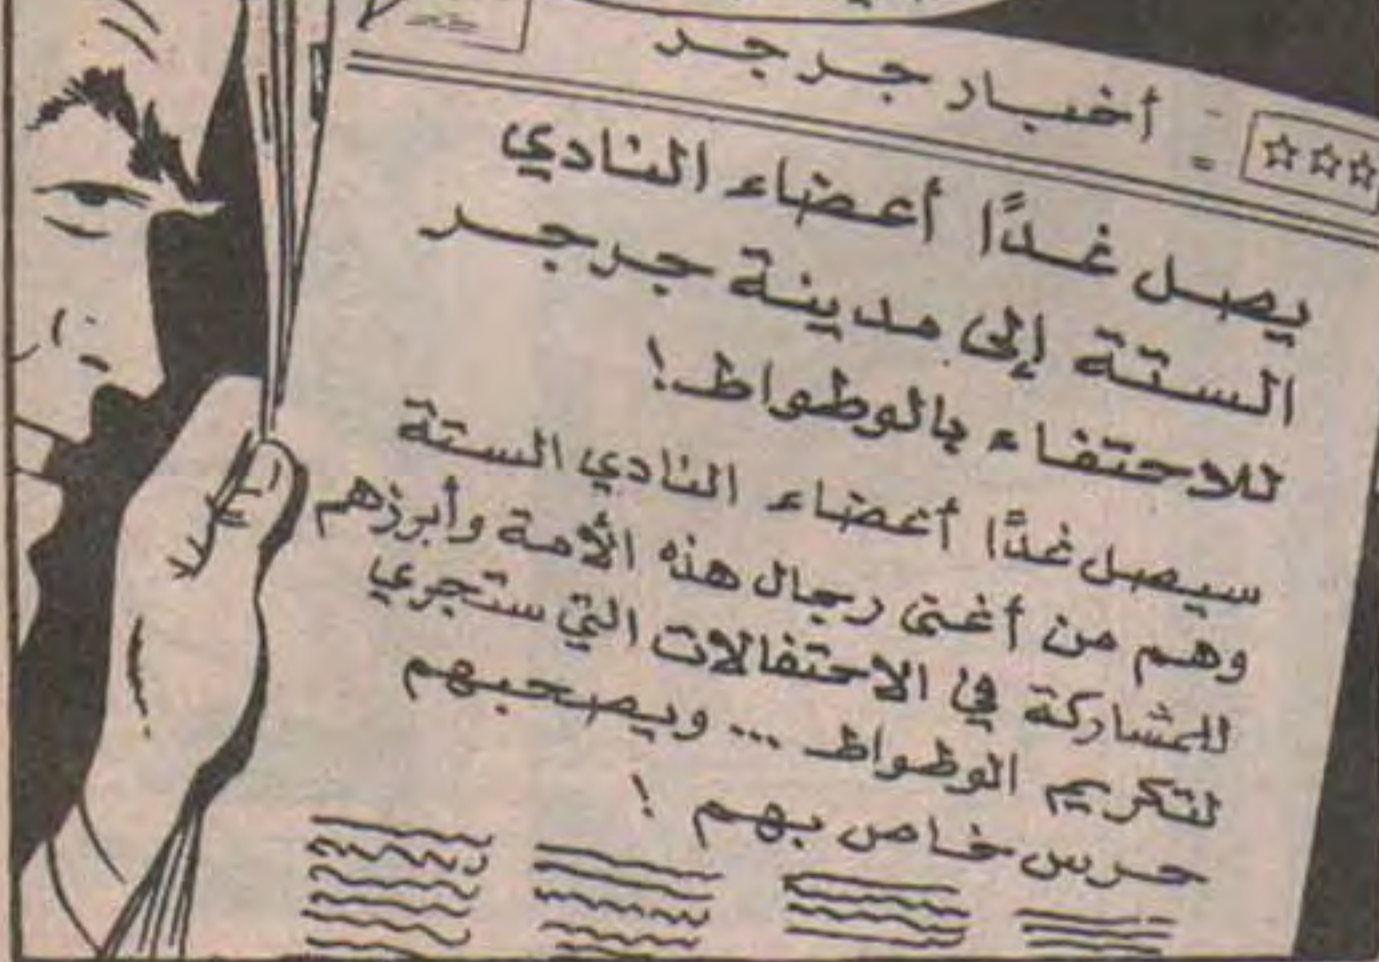 أخبار جرجر
يصل غدًا أعضاء النادي
الستة إلى مدينة جرجر
للاحتفاء بالوطواط!
سيصل غدًا أعضاء النادي الستة
وهم من أغنى رجال هذه الأمة وأبرزهم
للمشاركة في الاحتفالات التي ستجري
لتكريم الوطواط ... ويصحبهم
حرس خاص بهم !